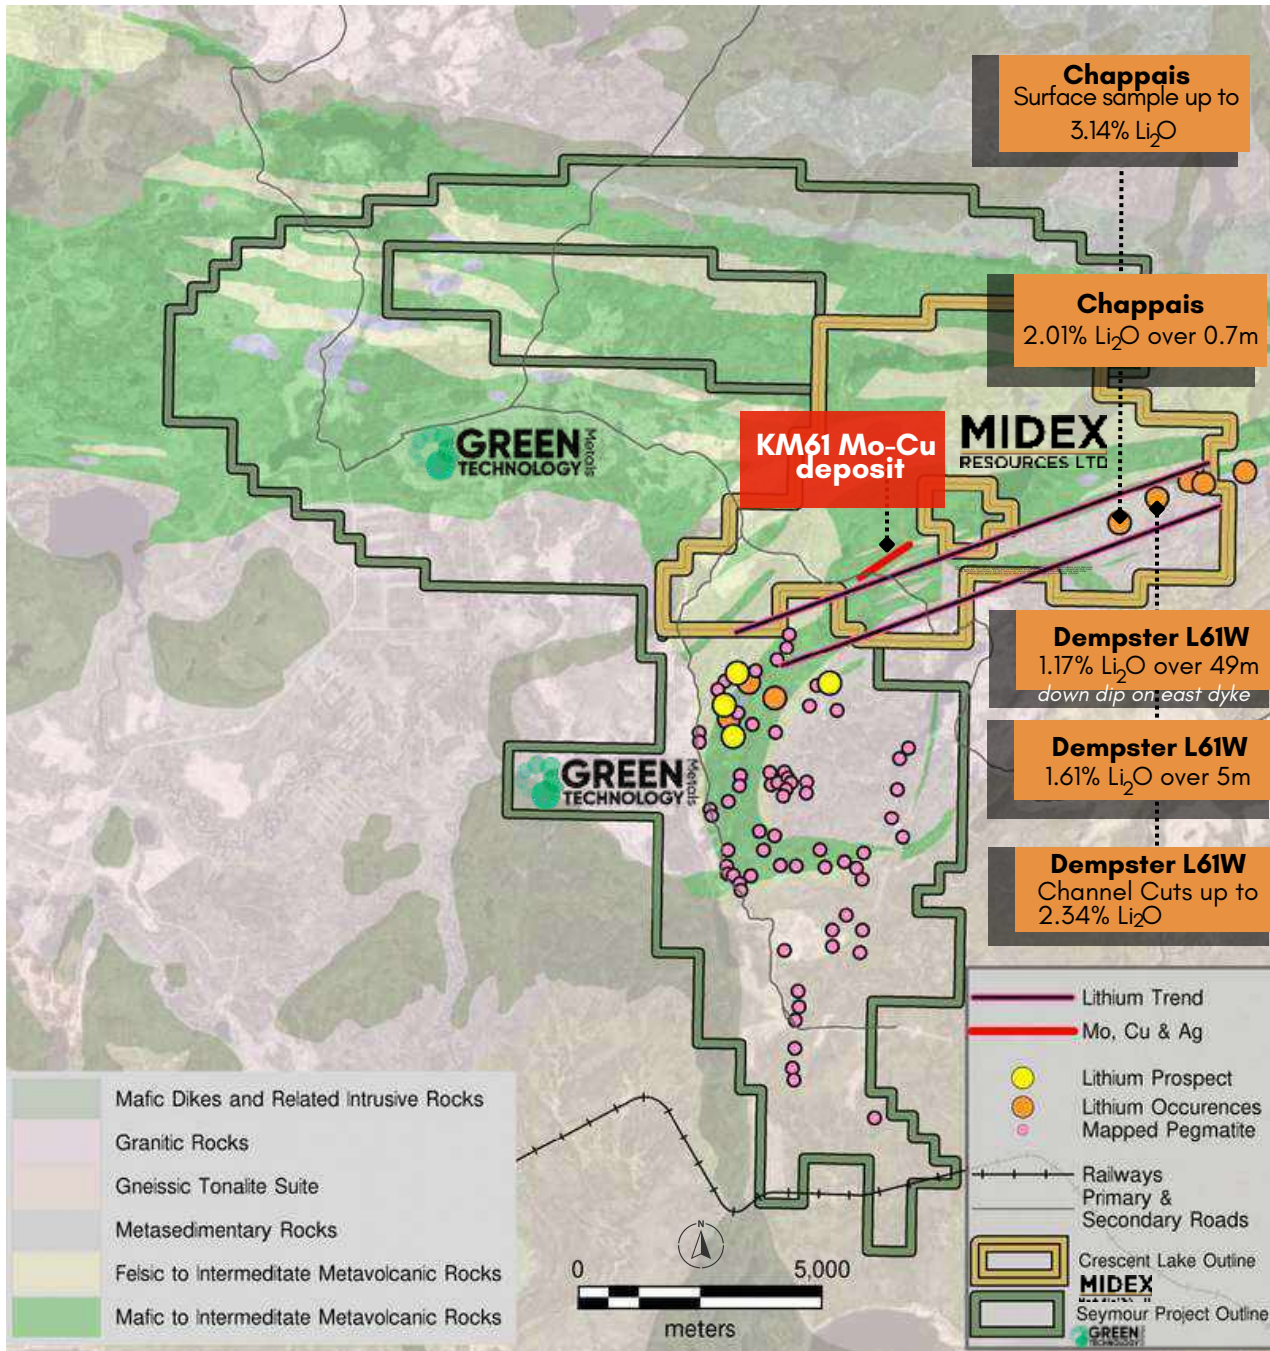 Chappais
Surface sample up to
3.14% Li2O
Chappais
2.01% Li2O over 0.7m
KM61 Mo-Cu
deposit
MIDEX
RESOURCES LTD
GREEN
TECHNOLOGY
Metals
Dempster L61W
1.17% Li2O over 49m
down dip on east dyke
Dempster L61W
1.61% Li2O over 5m
GREEN
TECHNOLOGY
Metals
Dempster L61W
Channel Cuts up to
2.34% Li2O
Lithium Trend
Mo, Cu & Ag
Lithium Prospect
Lithium Occurences
Mapped Pegmatite
Railways
Primary &
Secondary Roads
Crescent Lake Outline
MIDEX
Seymour Project Outline
GREEN
Mafic Dikes and Related Intrusive Rocks
Granitic Rocks
Gneissic Tonalite Suite
Metasedimentary Rocks
Felsic to Intermeditate Metavolcanic Rocks
Mafic to Intermeditate Metavolcanic Rocks
N
0 5,000
meters